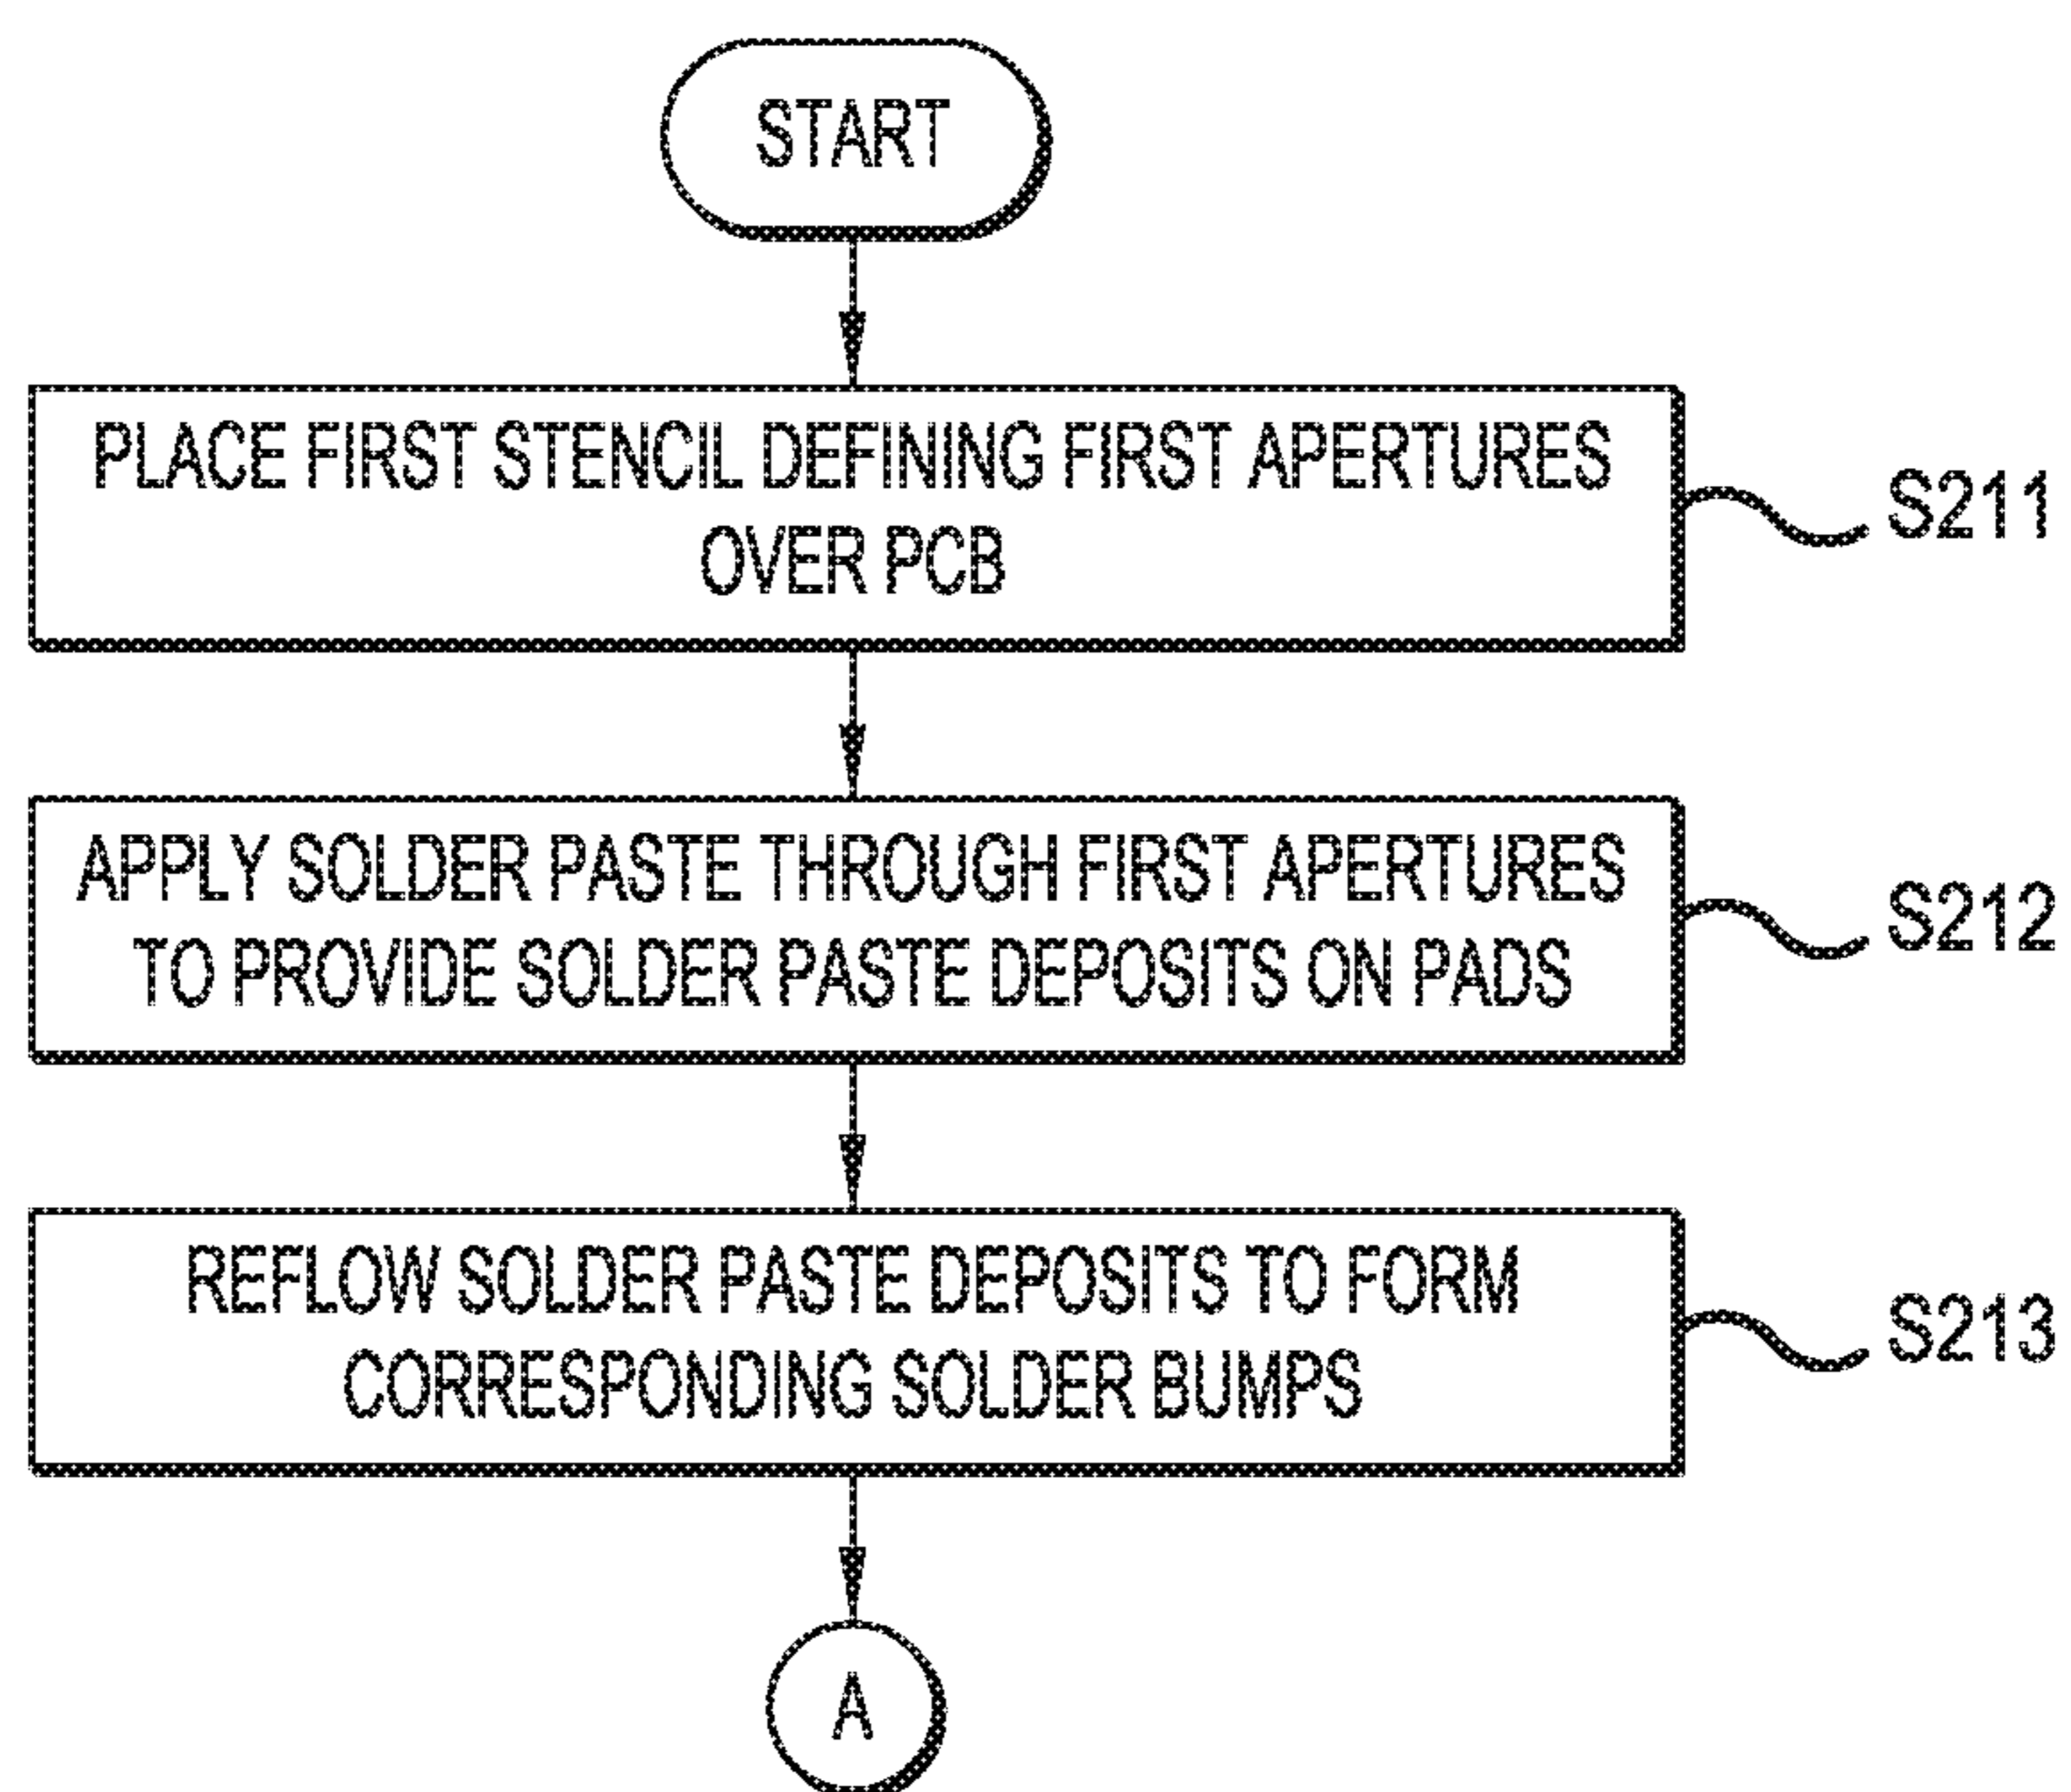 START
PLACE FIRST STENCIL DEFINING FIRST APERTURES
OVER PCB
S211
APPLY SOLDER PASTE THROUGH FIRST APERTURES
TO PROVIDE SOLDER PASTE DEPOSITS ON PADS
S212
REFLOW SOLDER PASTE DEPOSITS TO FORM
CORRESPONDING SOLDER BUMPS
S213
A